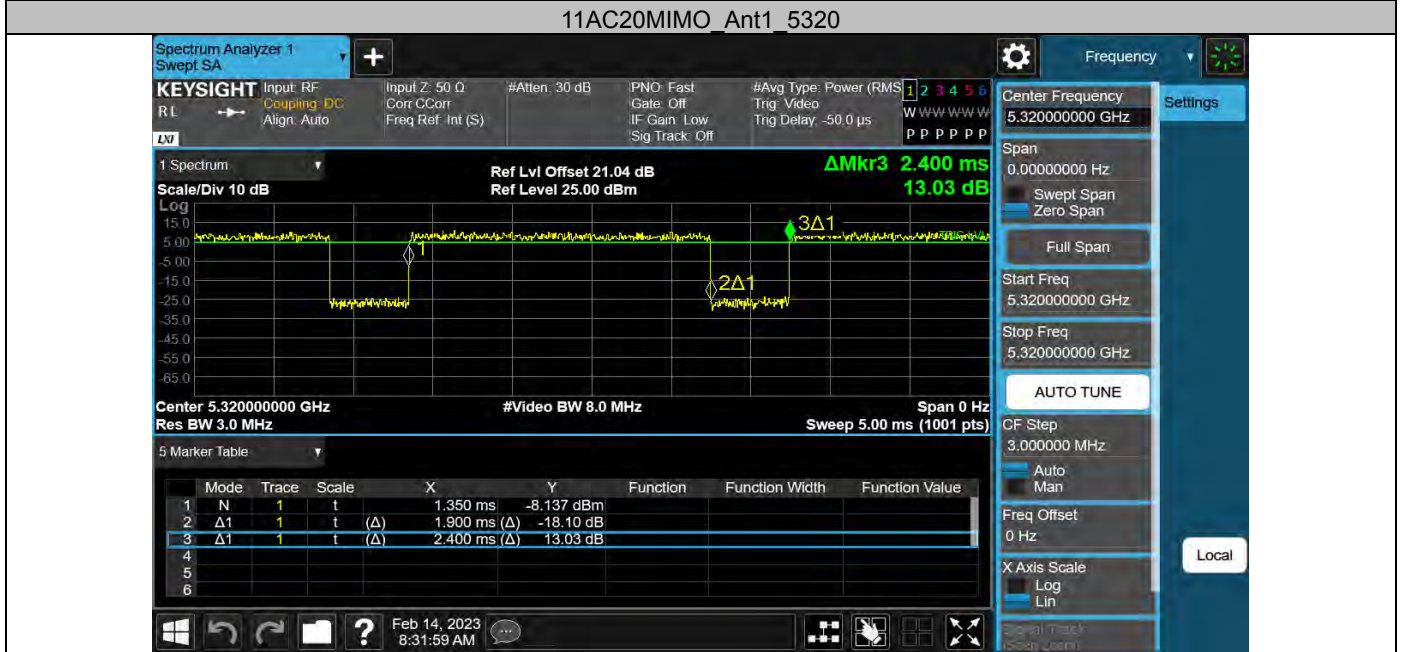 11AC20MIMO_Ant1_5320
Spectrum Analyzer 1
Swept SA
Frequency
KEYSIGHT
RL
LXI
Input: RF
Coupling: DC
Align: Auto
Input Z: 50 Ω
Corr CCorr
Freq Ref: Int (S)
#Atten: 30 dB
PNO: Fast
Gate: Off
IF Gain: Low
Sig Track: Off
#Avg Type: Power (RMS
Trig: Video
Trig Delay: -50.0 µs
1 2 3 4 5 6
W W W W W W
P P P P P P
1 Spectrum
Scale/Div 10 dB
Ref Lvl Offset 21.04 dB
Ref Level 25.00 dBm
ΔMkr3 2.400 ms
13.03 dB
Log
15.0
5.00
-5.00
-15.0
-25.0
-35.0
-45.0
-55.0
-65.0
1
2Δ1
3Δ1
Center 5.320000000 GHz
#Video BW 8.0 MHz
Span 0 Hz
Res BW 3.0 MHz
Sweep 5.00 ms (1001 pts)
5 Marker Table
Mode Trace Scale X Y Function Function Width Function Value
1 N 1 t 1.350 ms -8.137 dBm
2 Δ1 1 t (Δ) 1.900 ms (Δ) -18.10 dB
3 Δ1 1 t (Δ) 2.400 ms (Δ) 13.03 dB
4
5
6
Feb 14, 2023
8:31:59 AM
Center Frequency
5.320000000 GHz
Settings
Span
0.00000000 Hz
Swept Span
Zero Span
Full Span
Start Freq
5.320000000 GHz
Stop Freq
5.320000000 GHz
AUTO TUNE
CF Step
3.000000 MHz
Auto
Man
Freq Offset
0 Hz
X Axis Scale
Log
Lin
Local